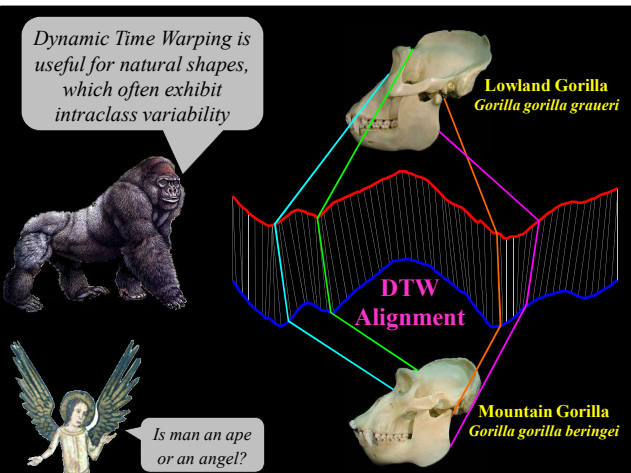 Dynamic Time Warping is
useful for natural shapes,
which often exhibit
intraclass variability
Lowland Gorilla
Gorilla gorilla graueri
DTW
Alignment
Mountain Gorilla
Gorilla gorilla beringei
Is man an ape
or an angel?